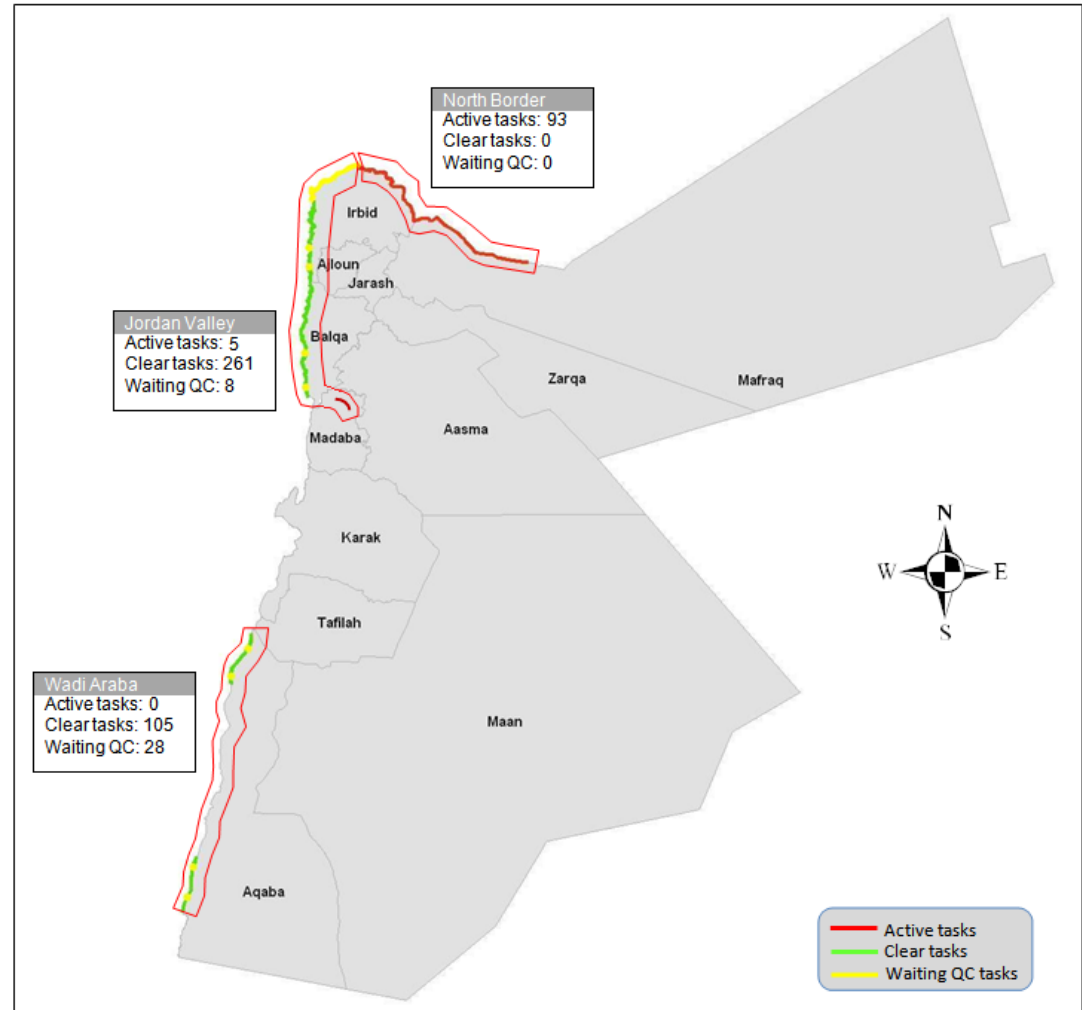 North Border
Active tasks: 93
Clear tasks: 0
Waiting QC: 0
Irbid
Ajloun
Jarash
Jordan Valley
Active tasks: 5
Clear tasks: 261
Waiting QC: 8
Balqa
Zarqa
Mafraq
Aasma
Madaba
Karak
N
W
E
S
Tafilah
Wadi Araba
Active tasks: 0
Clear tasks: 105
Waiting QC: 28
Maan
Aqaba
Active tasks
Clear tasks
Waiting QC tasks